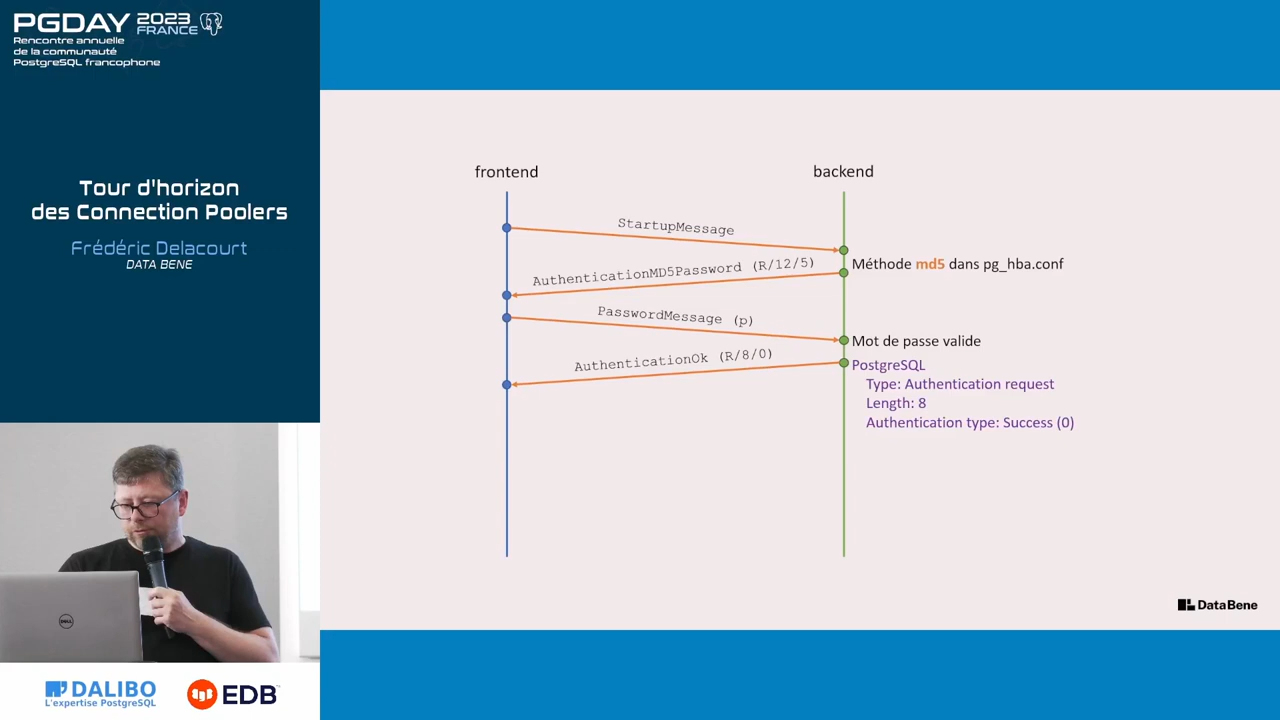 PGDAY 2023 FRANCE
Rencontre annuelle
de la communauté
PostgreSQL francophone
Tour d'horizon
des Connection Poolers
Frédéric Delacourt
DATA BENE
DELL
DALIBO
L'expertise PostgreSQL
EDB
frontend
backend
StartupMessage
Méthode md5 dans pg_hba.conf
AuthenticationMD5Password (R/12/5)
PasswordMessage (p)
Mot de passe valide
AuthenticationOk (R/8/0)
PostgreSQL
Type: Authentication request
Length: 8
Authentication type: Success (0)
DataBene